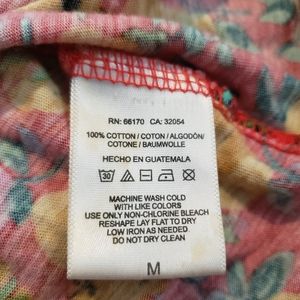 RN: 66170 CA: 32054
100% COTTON / COTON / ALGODÓN/
COTONE / BAUMWOLLE
HECHO EN GUATEMALA
30
MACHINE WASH COLD
WITH LIKE COLORS
USE ONLY NON-CHLORINE BLEACH
RESHAPE LAY FLAT TO DRY
LOW IRON AS NEEDED
DO NOT DRY CLEAN
M